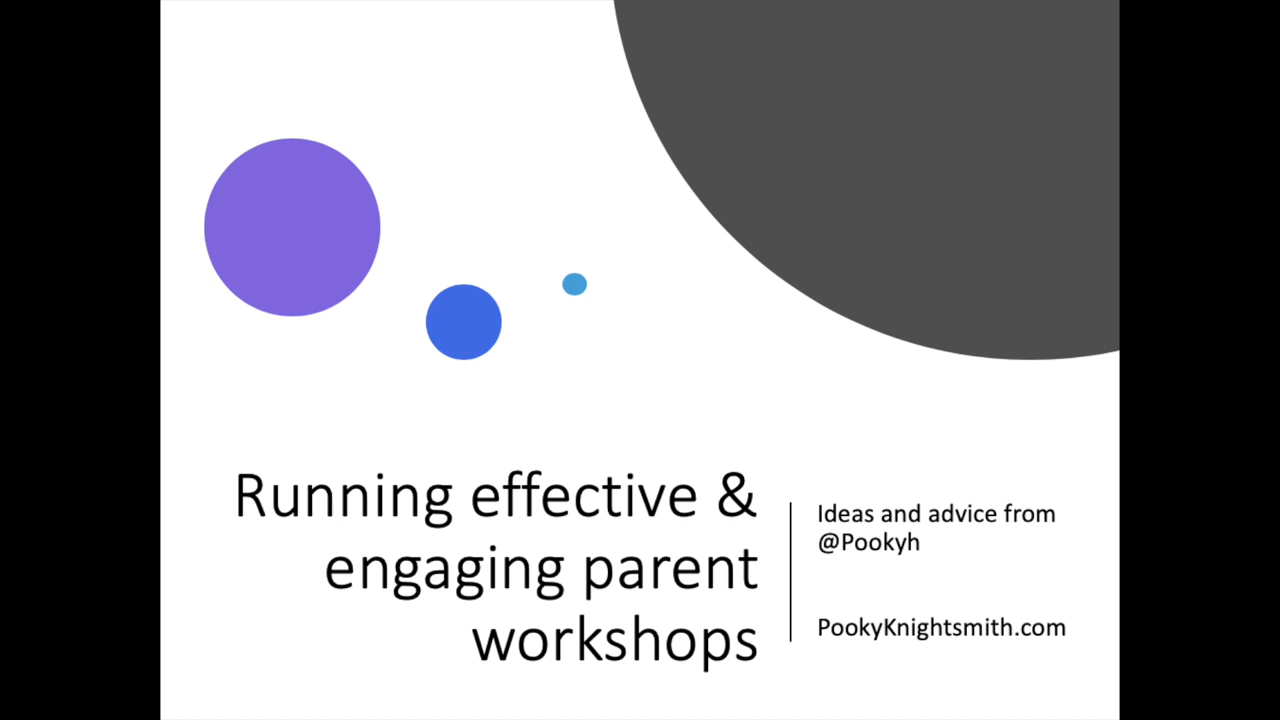 Running effective &
engaging parent
workshops
Ideas and advice from
@Pookyh
PookyKnightsmith.com